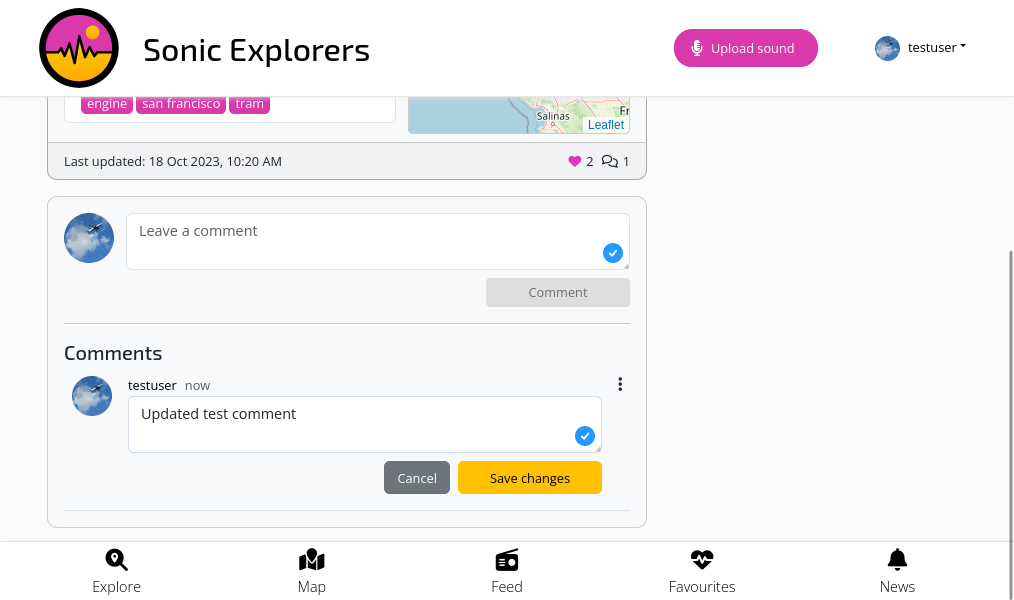 Sonic Explorers
Upload sound
testuser
engine san francisco tram
Salinas
Fr
Leaflet
Last updated: 18 Oct 2023, 10:20 AM
2 1
Leave a comment
Comment
Comments
testuser now
Updated test comment
Cancel Save changes
Explore Map Feed Favourites News